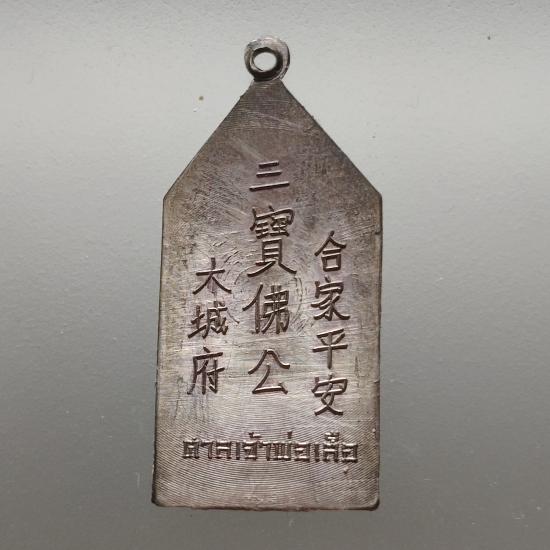 合家平安
三寶佛公
大城府
ศาลเจ้าพ่อเสือ